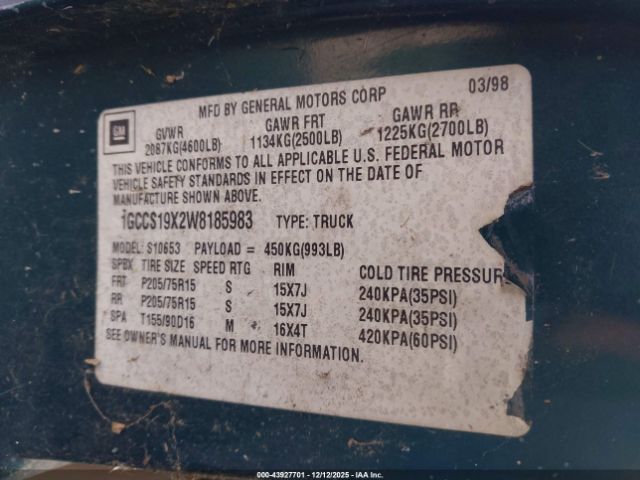 MFD BY GENERAL MOTORS CORP 03/98
GM
GVWR GAWR FRT GAWR RR
2087KG(4600LB) 1134KG(2500LB) 1225KG(2700LB)
THIS VEHICLE CONFORMS TO ALL APPLICABLE U.S. FEDERAL MOTOR
VEHICLE SAFETY STANDARDS IN EFFECT ON THE DATE OF
MANUFACTURE SHOWN ABOVE.
1GCCS19X2W8185983 TYPE: TRUCK
MODEL: S10653 PAYLOAD = 450KG(993LB)
SPBX TIRE SIZE SPEED RTG RIM COLD TIRE PRESSUR
FRT P205/75R15 S 15X7J 240KPA(35PSI)
RR P205/75R15 S 15X7J 240KPA(35PSI)
SPA T155/90D16 M 16X4T 420KPA(60PSI)
SEE OWNER'S MANUAL FOR MORE INFORMATION.
000-43927701 - 12/12/2025 - IAA Inc.